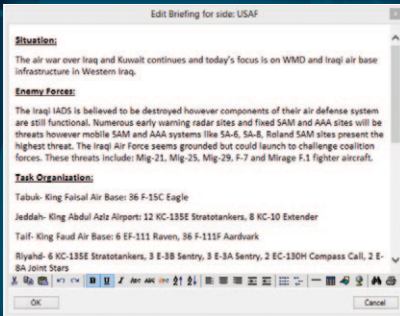 Edit Briefing for side: USAF
Situation:
The air war over Iraq and Kuwait continues and today's focus is on WMD and Iraqi air base
infrastructure in Western Iraq.
Enemy Forces:
The Iraqi IADS is believed to be destroyed however components of their air defense system
are still functional. Numerous early warning radar sites and fixed SAM and AAA sites will be
threats however mobile SAM and AAA systems like SA-6, SA-8, Roland SAM sites present the
highest threat. The Iraqi Air Force seems grounded but could launch to challenge coalition
forces. These threats include: Mig-21, Mig-25, Mig-29, F-7 and Mirage F.1 fighter aircraft.
Task Organization:
Tabuk- King Faisal Air Base: 36 F-15C Eagle
Jeddah- King Abdul Aziz Airport: 12 KC-135E Stratotankers, 8 KC-10 Extender
Taif- King Faud Air Base: 6 EF-111 Raven, 36 F-111F Aardvark
Riyahd- 6 KC-135E Stratotankers, 3 E-3B Sentry, 3 E-3A Sentry, 2 EC-130H Compass Call, 2 E-
8A Joint Stars
B U I
OK Cancel